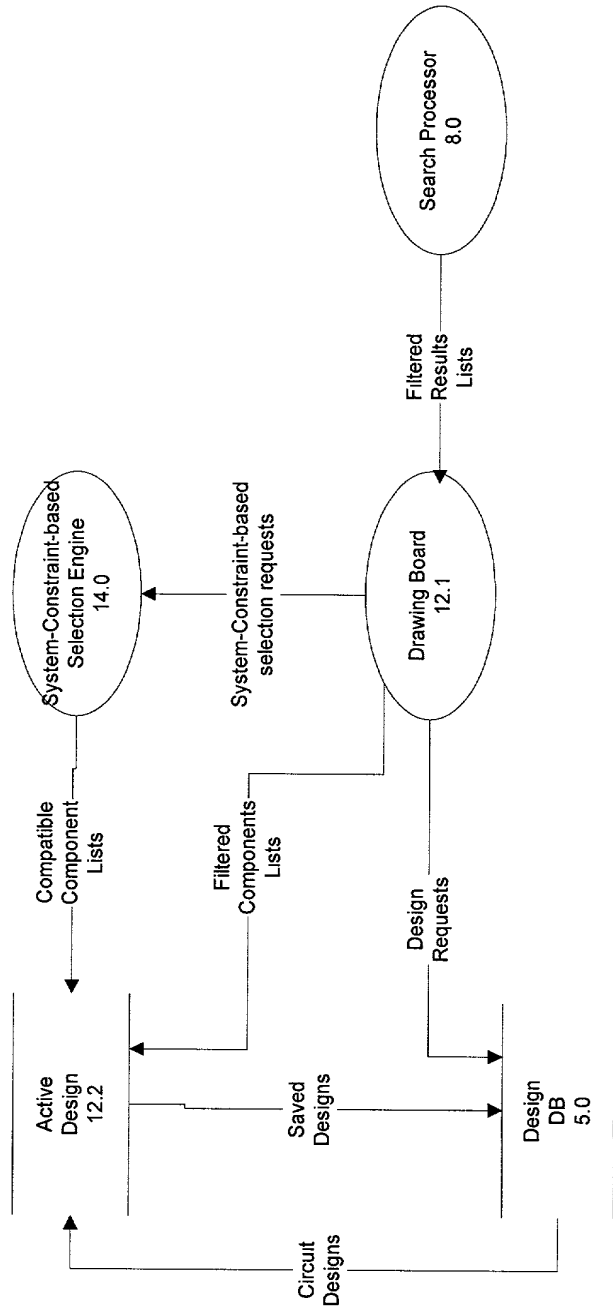 Search Processor
8.0
Filtered
Results
Lists
System-Constraint-based
Selection Engine
14.0
System-Constraint-based
selection requests
Drawing Board
12.1
Compatible
Component
Lists
Filtered
Components
Lists
Design
Requests
Active
Design
12.2
Saved
Designs
Design
DB
5.0
Circuit
Designs